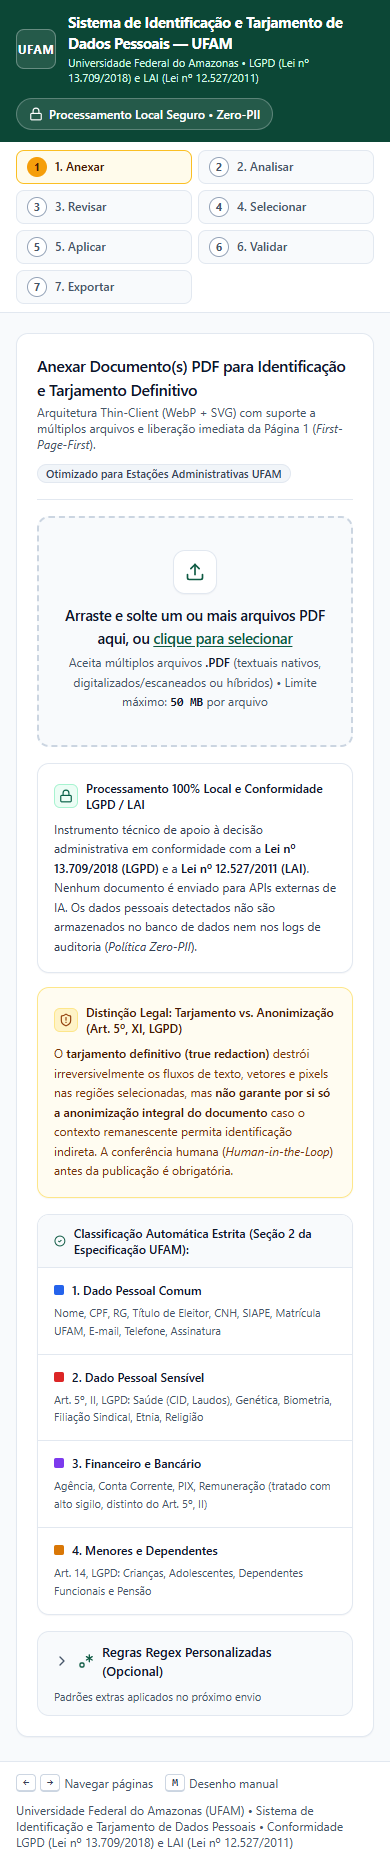 UFAM
Sistema de Identificação e Tarjamento de
Dados Pessoais — UFAM
Universidade Federal do Amazonas • LGPD (Lei nº
13.709/2018) e LAI (Lei nº 12.527/2011)
Processamento Local Seguro • Zero-PII
1 1. Anexar
2 2. Analisar
3 3. Revisar
4 4. Selecionar
5 5. Aplicar
6 6. Validar
7 7. Exportar
Anexar Documento(s) PDF para Identificação
e Tarjamento Definitivo
Arquitetura Thin-Client (WebP + SVG) com suporte a
múltiplos arquivos e liberação imediata da Página 1 (First-
Page-First).
Otimizado para Estações Administrativas UFAM
Arraste e solte um ou mais arquivos PDF
aqui, ou clique para selecionar
Aceita múltiplos arquivos .PDF (textuais nativos,
digitalizados/escaneados ou híbridos) • Limite
máximo: 50 MB por arquivo
Processamento 100% Local e Conformidade
LGPD / LAI
Instrumento técnico de apoio à decisão
administrativa em conformidade com a Lei nº
13.709/2018 (LGPD) e a Lei nº 12.527/2011 (LAI).
Nenhum documento é enviado para APIs externas de
IA. Os dados pessoais detectados não são
armazenados no banco de dados nem nos logs de
auditoria (Política Zero-PII).
Distinção Legal: Tarjamento vs. Anonimização
(Art. 5º, XI, LGPD)
O tarjamento definitivo (true redaction) destrói
irreversivelmente os fluxos de texto, vetores e pixels
nas regiões selecionadas, mas não garante por si só
a anonimização integral do documento caso o
contexto remanescente permita identificação
indireta. A conferência humana (Human-in-the-Loop)
antes da publicação é obrigatória.
Classificação Automática Estrita (Seção 2 da
Especificação UFAM):
1. Dado Pessoal Comum
Nome, CPF, RG, Título de Eleitor, CNH, SIAPE, Matrícula
UFAM, E-mail, Telefone, Assinatura
2. Dado Pessoal Sensível
Art. 5º, II, LGPD: Saúde (CID, Laudos), Genética, Biometria,
Filiação Sindical, Etnia, Religião
3. Financeiro e Bancário
Agência, Conta Corrente, PIX, Remuneração (tratado com
alto sigilo, distinto do Art. 5º, II)
4. Menores e Dependentes
Art. 14, LGPD: Crianças, Adolescentes, Dependentes
Funcionais e Pensão
Regras Regex Personalizadas
(Opcional)
Padrões extras aplicados no próximo envio
← → Navegar páginas M Desenho manual
Universidade Federal do Amazonas (UFAM) • Sistema de
Identificação e Tarjamento de Dados Pessoais • Conformidade
LGPD (Lei nº 13.709/2018) e LAI (Lei nº 12.527/2011)